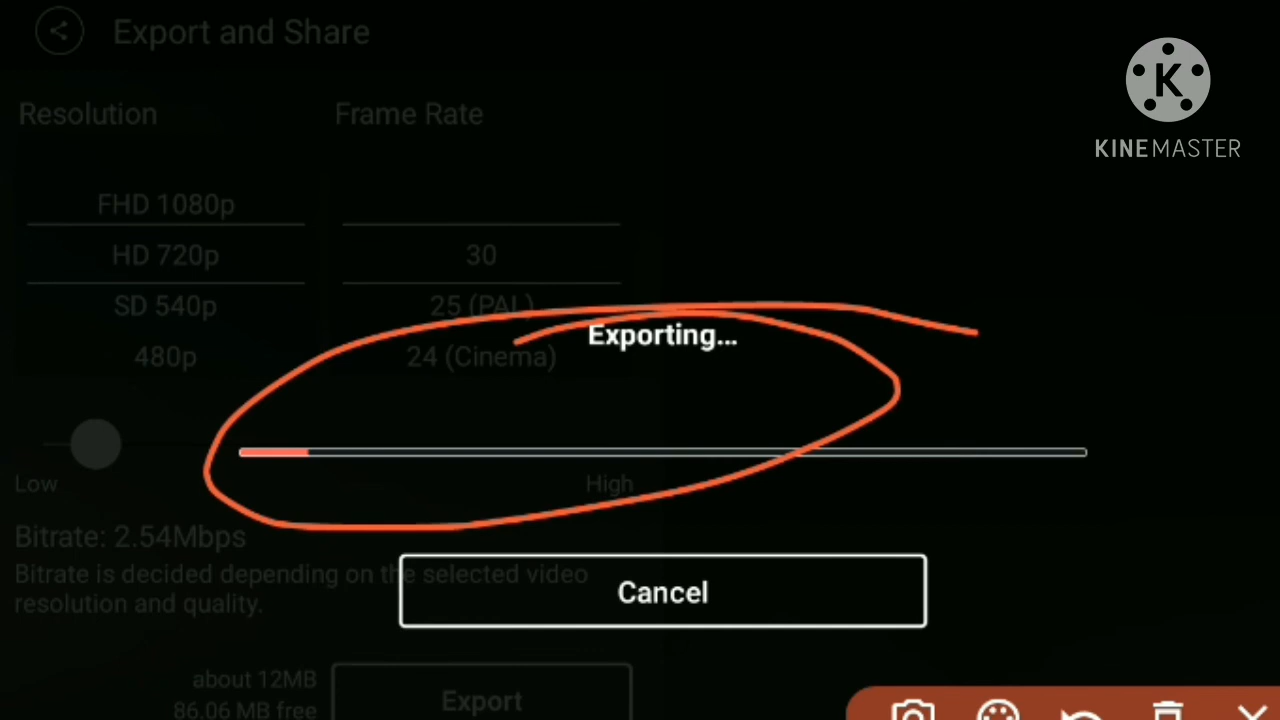 Export and Share
K
KINEMASTER
Resolution
Frame Rate
FHD 1080p
HD 720p
30
SD 540p
25 (PAL)
Exporting...
480p
24 (Cinema)
Low
High
Bitrate: 2.54Mbps
Bitrate is decided depending on the selected video
resolution and quality.
Cancel
about 12MB
86.06 MB free
Export